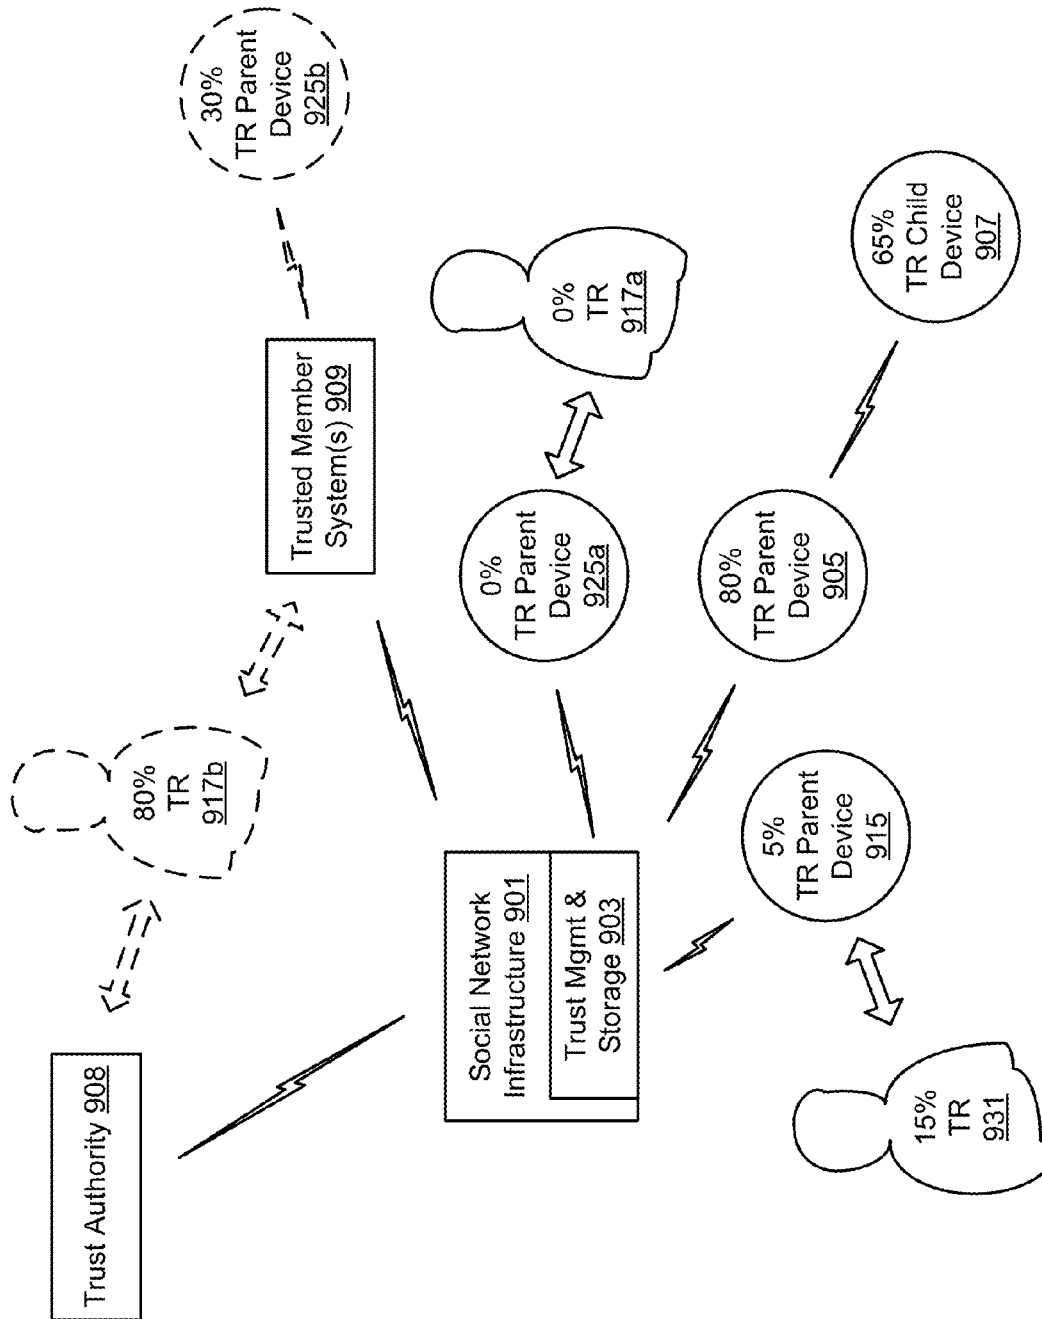 Trust Authority 908
80%
TR
917b
Trusted Member
System(s) 909
30%
TR Parent
Device
925b
Social Network
Infrastructure 901
Trust Mgmt &
Storage 903
0%
TR Parent
Device
925a
0%
TR
917a
80%
TR Parent
Device
905
65%
TR Child
Device
907
5%
TR Parent
Device
915
15%
TR
931